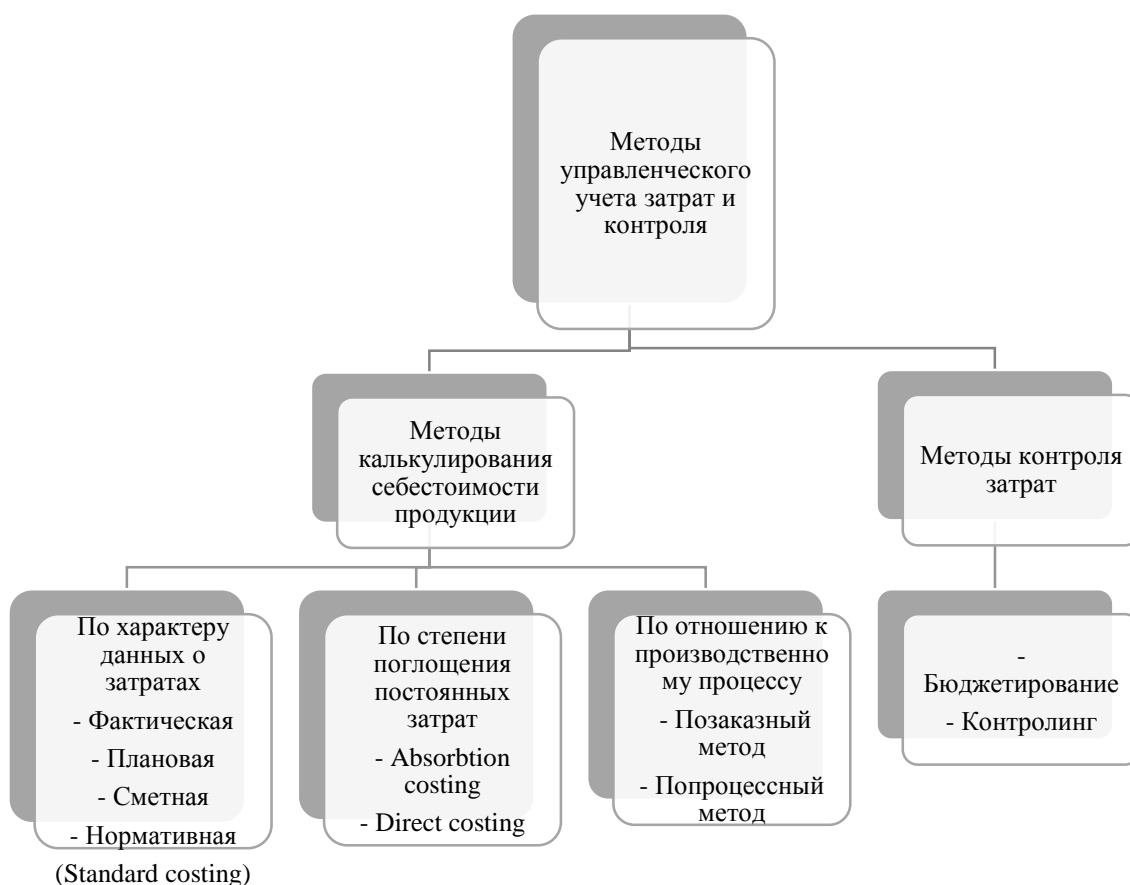 Методы
управленческого
учета затрат и
контроля
Методы
калькулирования
себестоимости
продукции
Методы контроля
затрат
По характеру
данных о
затратах
- Фактическая
- Плановая
- Сметная
- Нормативная
(Standard costing)
По степени
поглощения
постоянных
затрат
- Absorbtion
costing
- Direct costing
По отношению к
производственно
му процессу
- Позаказный
метод
- Попроцессный
метод
-
Бюджетирование
- Контролинг